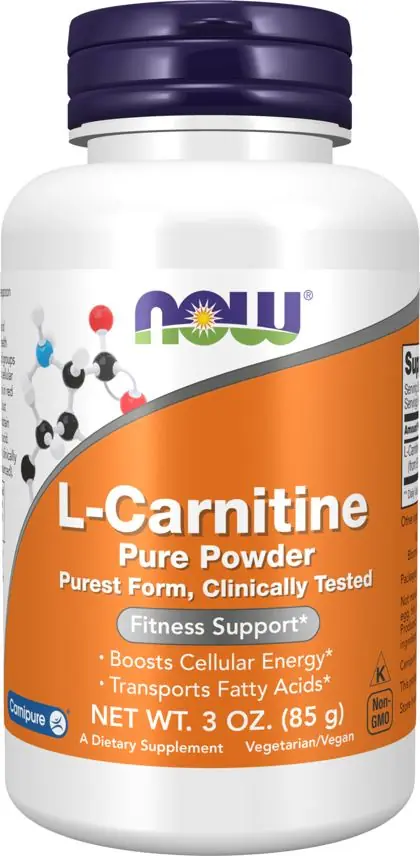 NOW®
L-Carnitine
Pure Powder
Purest Form, Clinically Tested
Fitness Support*
• Boosts Cellular Energy*
• Transports Fatty Acids*
NET WT. 3 OZ. (85 g)
A Dietary Supplement Vegetarian/Vegan
Carnipure
K
Non-
GMO